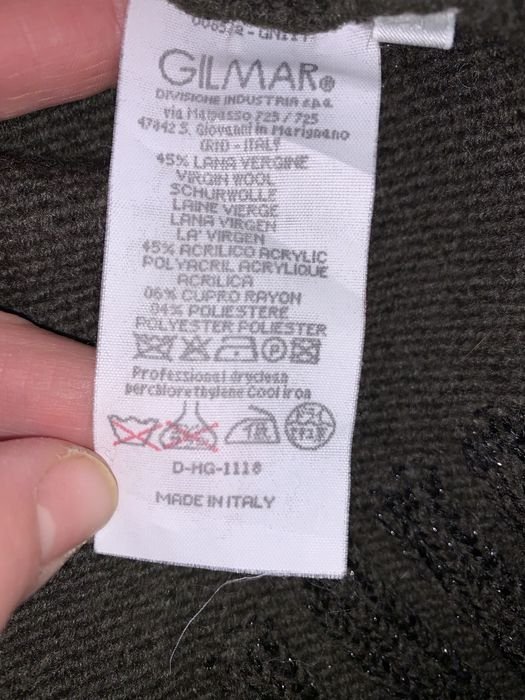 GILMAR®
DIVISIONE INDUSTRIA s.p.a.
via Malpasso 723 / 725
47842 S. Giovanni in Marignano
(RN) - ITALY
45% LANA VERGINE
VIRGIN WOOL
SCHURWOLLE
LAINE VIERGE
LANA VIRGEN
LA' VIRGEN
45% ACRILICO ACRYLIC
POLYACRIL ACRYLIQUE
ACRILICA
06% CUPRO RAYON
04% POLIESTERE
POLYESTER POLIESTER
P
Professional dryclean
perchlorethylene Cool iron
D-HG-1118
MADE IN ITALY